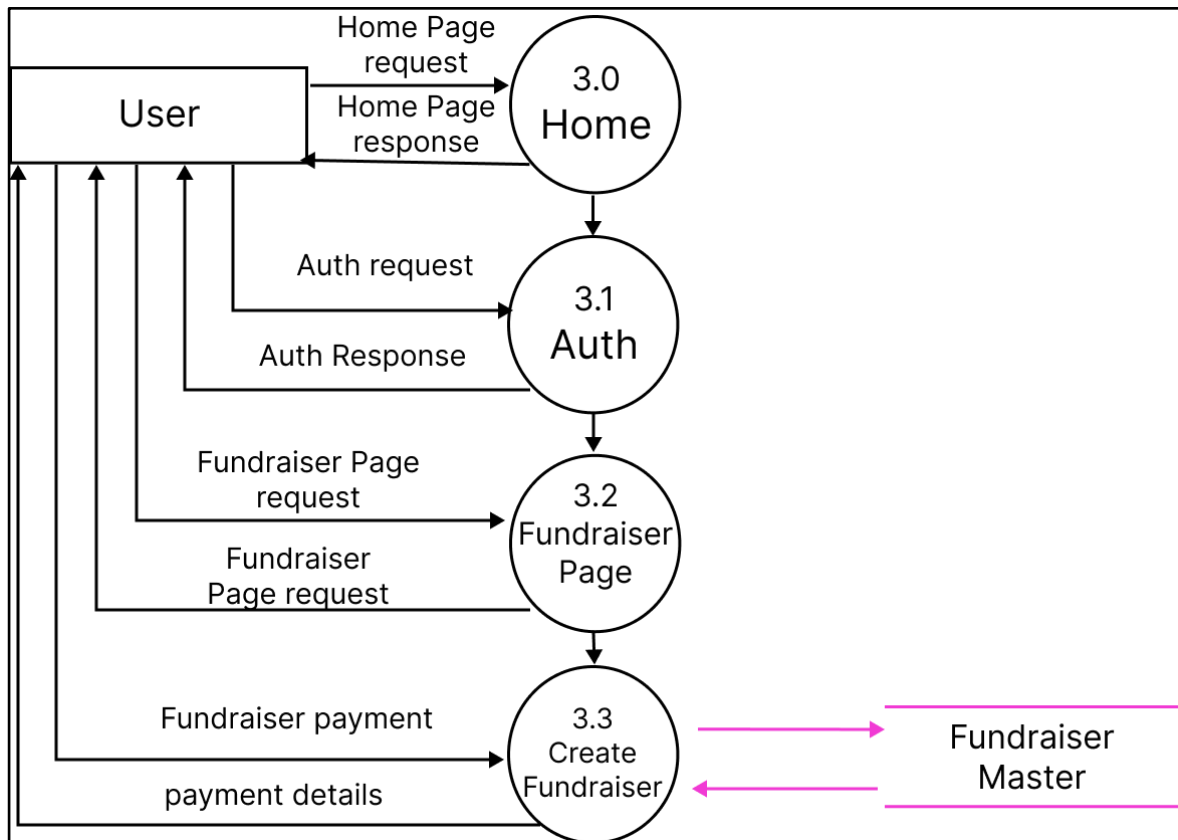 Home Page
request
3.0
Home
User
Home Page
response
Auth request
3.1
Auth
Auth Response
Fundraiser Page
request
3.2
Fundraiser
Page
Fundraiser
Page request
Fundraiser payment
3.3
Create
Fundraiser
Fundraiser
Master
payment details